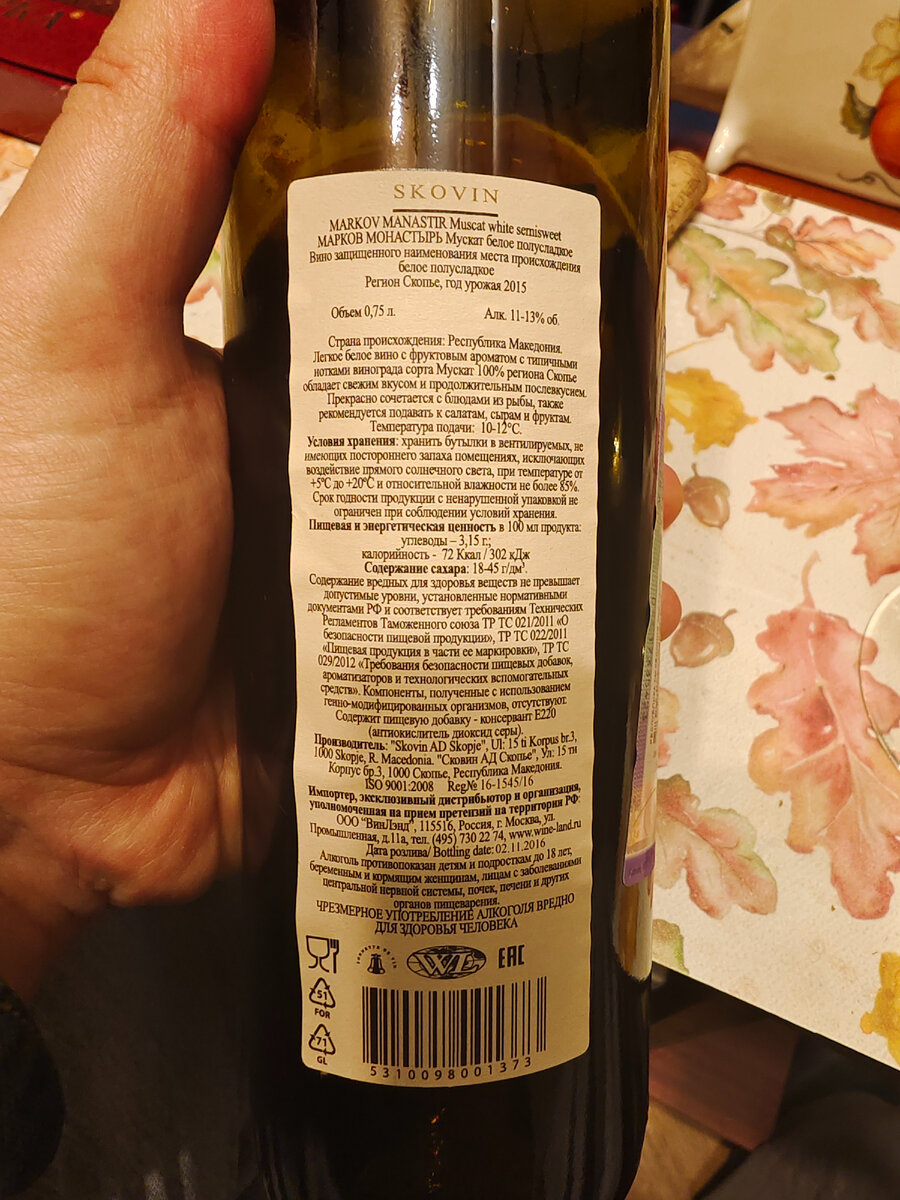 SKOVIN
MARKOV MANASTIR Muscat white semisweet
МАРКОВ МОНАСТЫРЬ Мускат белое полусладкое
Вино защищенного наименования места происхождения
белое полусладкое
Регион Скопье, год урожая 2015
Объем 0,75 л. Алк. 11-13% об.
Страна происхождения: Республика Македония.
Легкое белое вино с фруктовым ароматом с типичными
нотками винограда сорта Мускат 100% региона Скопье
обладает свежим вкусом и продолжительным послевкусием.
Прекрасно сочетается с блюдами из рыбы, также
рекомендуется подавать к салатам, сырам и фруктам.
Температура подачи: 10-12°C.
Условия хранения: хранить бутылки в вентилируемых, не
имеющих постороннего запаха помещениях, исключающих
воздействие прямого солнечного света, при температуре от
+5°C до +20°C и относительной влажности не более 85%.
Срок годности продукции с ненарушенной упаковкой не
ограничен при соблюдении условий хранения.
Пищевая и энергетическая ценность в 100 мл продукта:
углеводы – 3,15 г.;
калорийность - 72 Ккал / 302 кДж
Содержание сахара: 18-45 г/дм³.
Содержание вредных для здоровья веществ не превышает
допустимые уровни, установленные нормативными
документами РФ и соответствует требованиям Технических
Регламентов Таможенного союза ТР ТС 021/2011 «О
безопасности пищевой продукции», ТР ТС 022/2011
«Пищевая продукция в части ее маркировки», ТР ТС
029/2012 «Требования безопасности пищевых добавок,
ароматизаторов и технологических вспомогательных
средств». Компоненты, полученные с использованием
генно-модифицированных организмов, отсутствуют.
Содержит пищевую добавку - консервант Е220
(антиокислитель диоксид серы).
Производитель: "Skovin AD Skopje", Ul: 15 ti Korpus br.3,
1000 Skopje, R. Macedonia. "Сковин АД Скопье", Ул: 15 ти
Корпус бр.3, 1000 Скопье, Республика Македония.
ISO 9001:2008 Reg№ 16-1545/16
Импортер, эксклюзивный дистрибьютор и организация,
уполномоченная на прием претензий на территории РФ:
ООО "ВинЛэнд", 115516, Россия, г. Москва, ул.
Промышленная, д.11а, тел. (495) 730 22 74, www.wine-land.ru
Дата розлива/ Bottling date: 02.11.2016
Алкоголь противопоказан детям и подросткам до 18 лет,
беременным и кормящим женщинам, лицам с заболеваниями
центральной нервной системы, почек, печени и других
органов пищеварения.
ЧРЕЗМЕРНОЕ УПОТРЕБЛЕНИЕ АЛКОГОЛЯ ВРЕДНО
ДЛЯ ЗДОРОВЬЯ ЧЕЛОВЕКА
WL EAC
51
FOR
71
GL
5310098001373